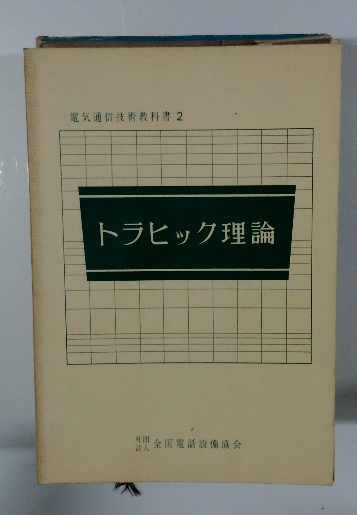 電気通信技術教科書 2
トラヒック理論
社団法人 全国電話設備協会